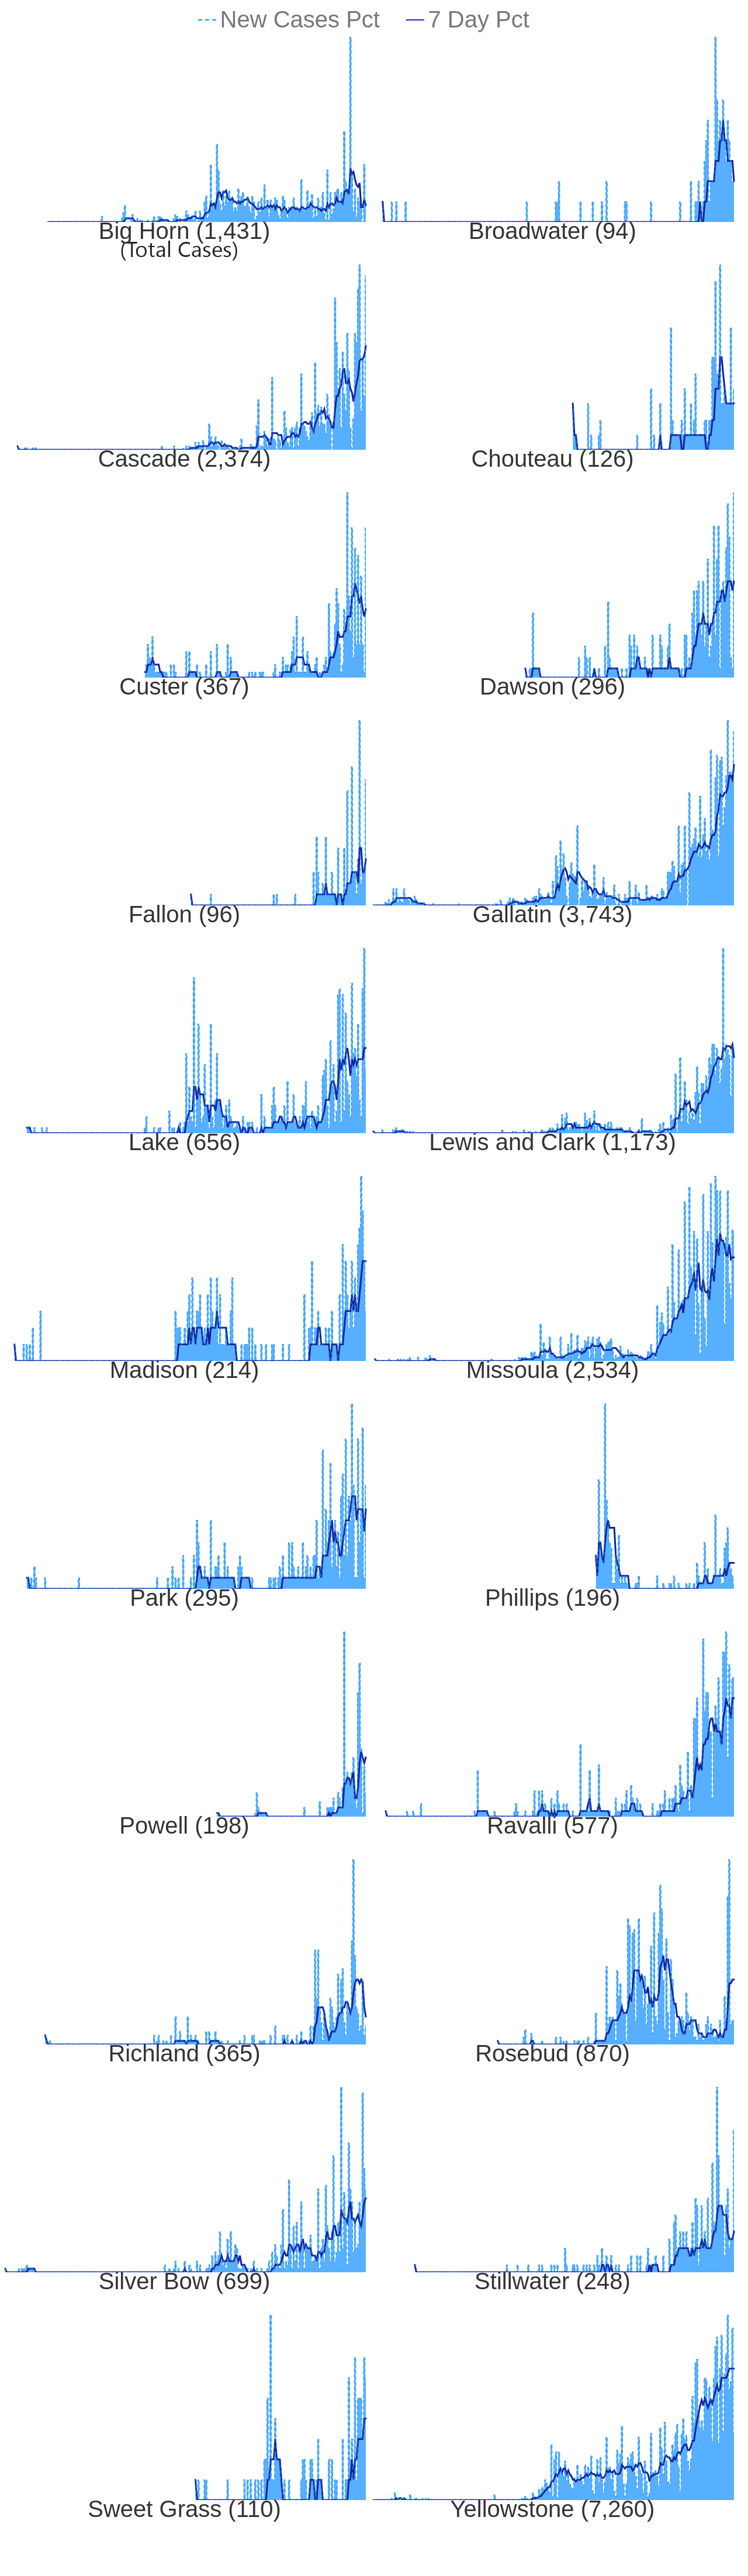 New Cases Pct 7 Day Pct
Big Horn (1,431) Broadwater (94)
(Total Cases)
Cascade (2,374) Chouteau (126)
Custer (367) Dawson (296)
Fallon (96) Gallatin (3,743)
Lake (656) Lewis and Clark (1,173)
Madison (214) Missoula (2,534)
Park (295) Phillips (196)
Powell (198) Ravalli (577)
Richland (365) Rosebud (870)
Silver Bow (699) Stillwater (248)
Sweet Grass (110) Yellowstone (7,260)